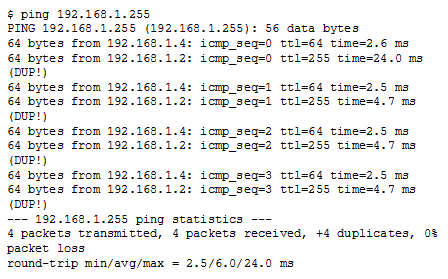 $ ping 192.168.1.255
PING 192.168.1.255 (192.168.1.255): 56 data bytes
64 bytes from 192.168.1.4: icmp_seq=0 ttl=64 time=2.6 ms
64 bytes from 192.168.1.2: icmp_seq=0 ttl=255 time=24.0 ms
(DUP!)
64 bytes from 192.168.1.4: icmp_seq=1 ttl=64 time=2.5 ms
64 bytes from 192.168.1.2: icmp_seq=1 ttl=255 time=4.7 ms
(DUP!)
64 bytes from 192.168.1.4: icmp_seq=2 ttl=64 time=2.5 ms
64 bytes from 192.168.1.2: icmp_seq=2 ttl=255 time=4.7 ms
(DUP!)
64 bytes from 192.168.1.4: icmp_seq=3 ttl=64 time=2.5 ms
64 bytes from 192.168.1.2: icmp_seq=3 ttl=255 time=4.7 ms
(DUP!)
--- 192.168.1.255 ping statistics ---
4 packets transmitted, 4 packets received, +4 duplicates, 0%
packet loss
round-trip min/avg/max = 2.5/6.0/24.0 ms